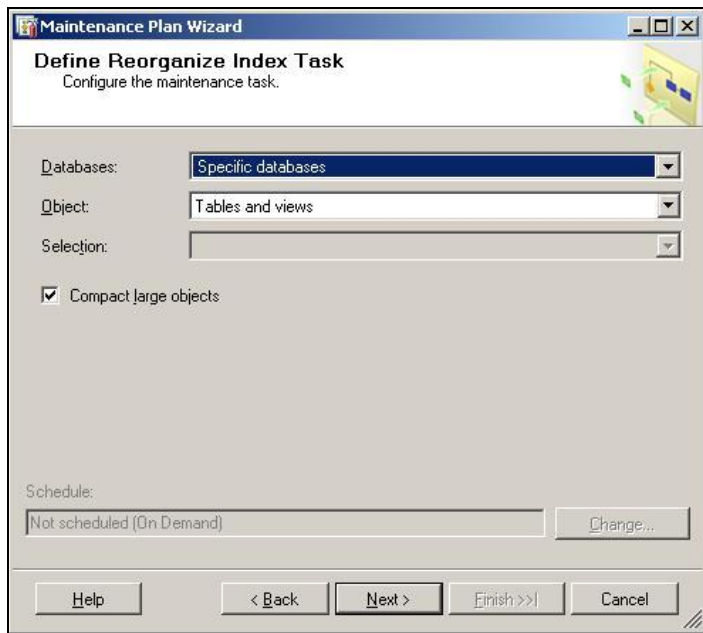 Maintenance Plan Wizard
Define Reorganize Index Task
Configure the maintenance task.
Databases: Specific databases
Object: Tables and views
Selection:
Compact large objects
Schedule:
Not scheduled (On Demand) Change...
Help < Back Next > Finish >>| Cancel